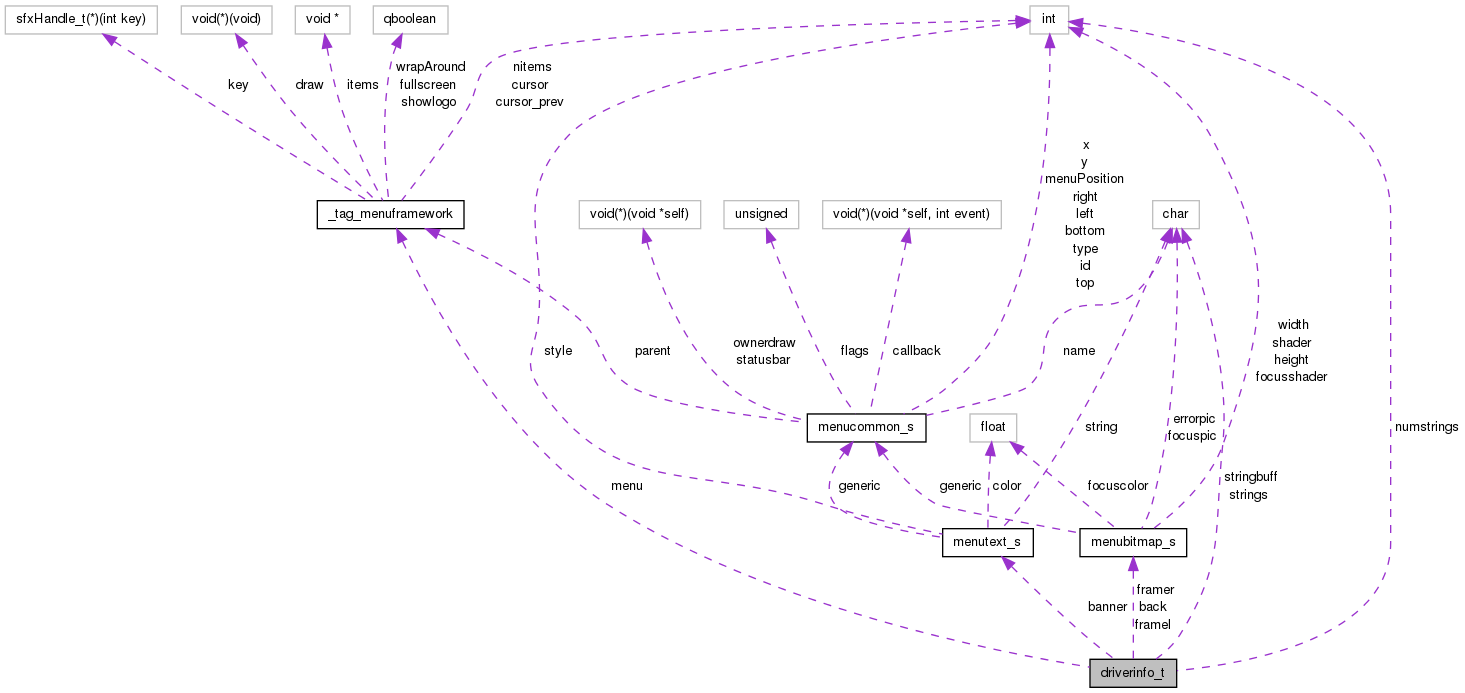 sfxHandle_t(*)(int key)
void(*)(void)
void *
qboolean
int
key
draw
items
wrapAround
fullscreen
showlogo
nitems
cursor
cursor_prev
_tag_menuframework
void(*)(void *self)
unsigned
void(*)(void *self, int event)
char
x
y
menuPosition
right
left
bottom
type
id
top
style
parent
ownerdraw
statusbar
flags
callback
name
width
shader
height
focusshader
menucommon_s
float
string
errorpic
focuspic
numstrings
menu
generic
generic
color
focuscolor
stringbuff
strings
menutext_s
menubitmap_s
banner
framer
back
framel
driverinfo_t